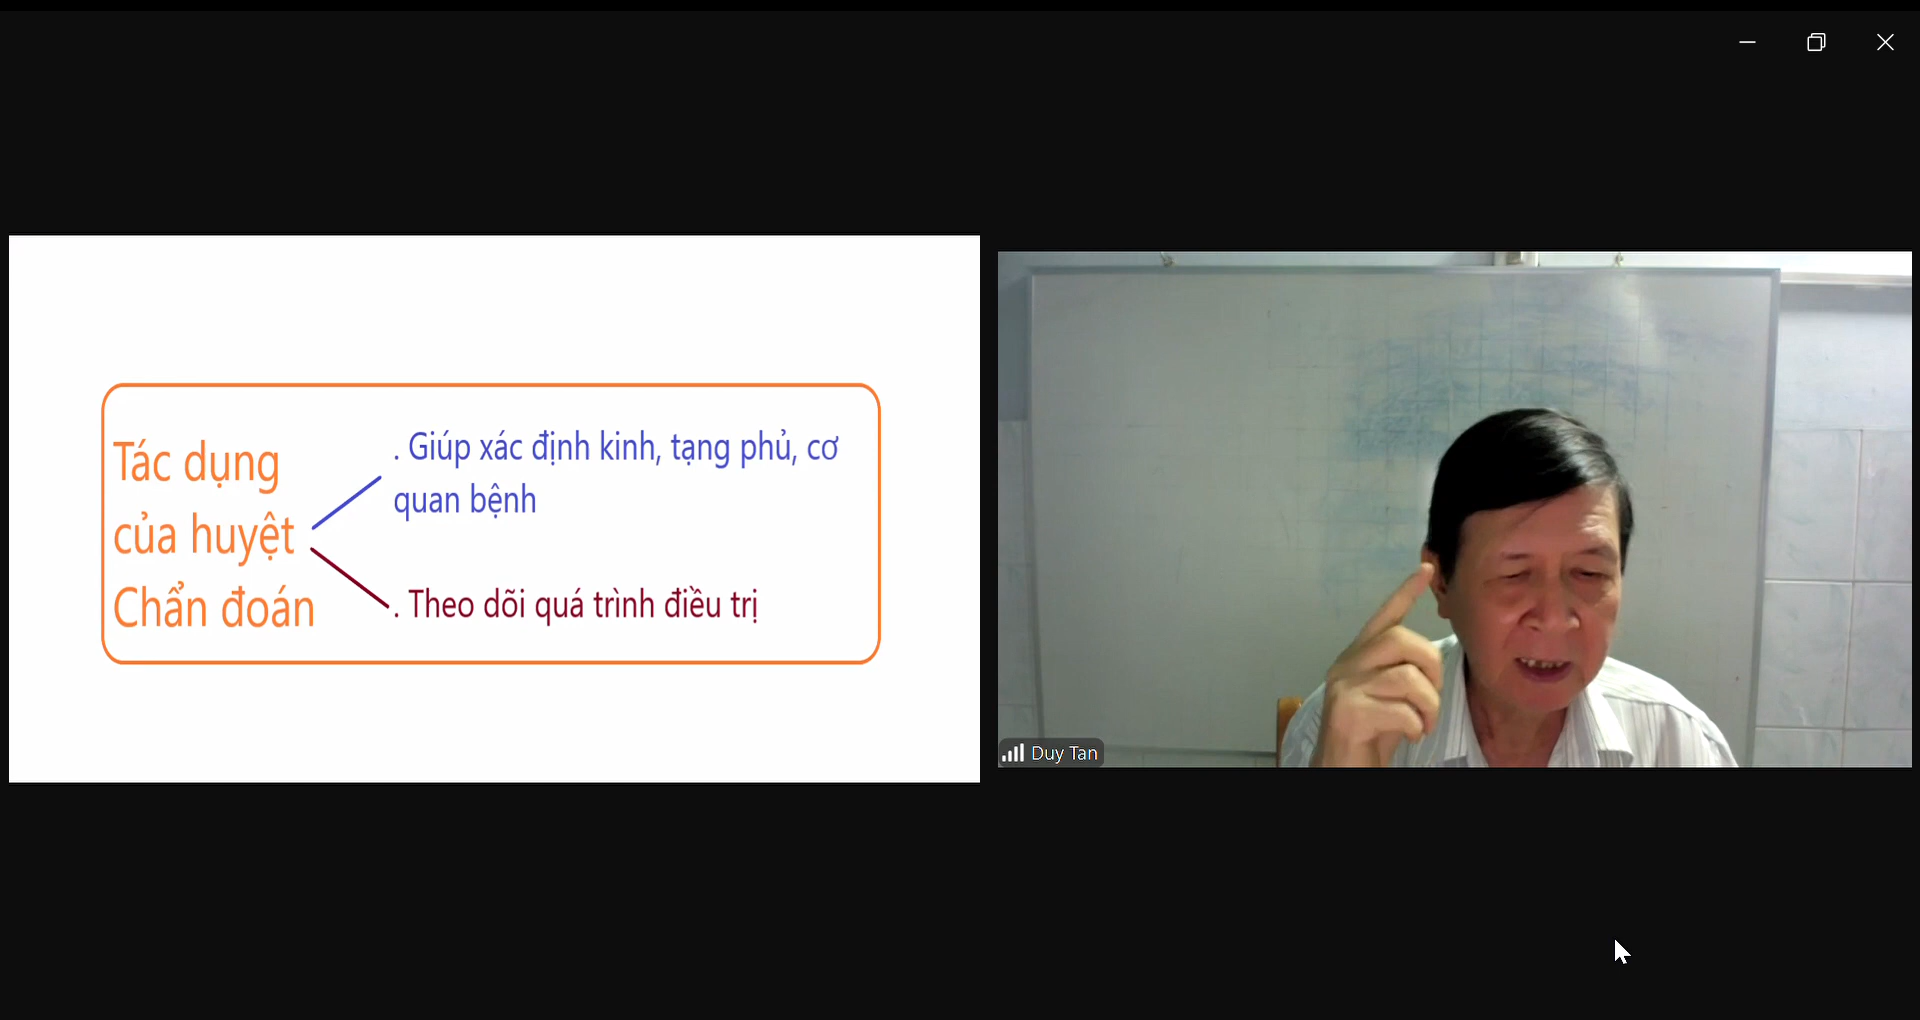 Tác dụng
của huyệt
Chẩn đoán
. Giúp xác định kinh, tạng phủ, cơ
quan bệnh
. Theo dõi quá trình điều trị
Duy Tan